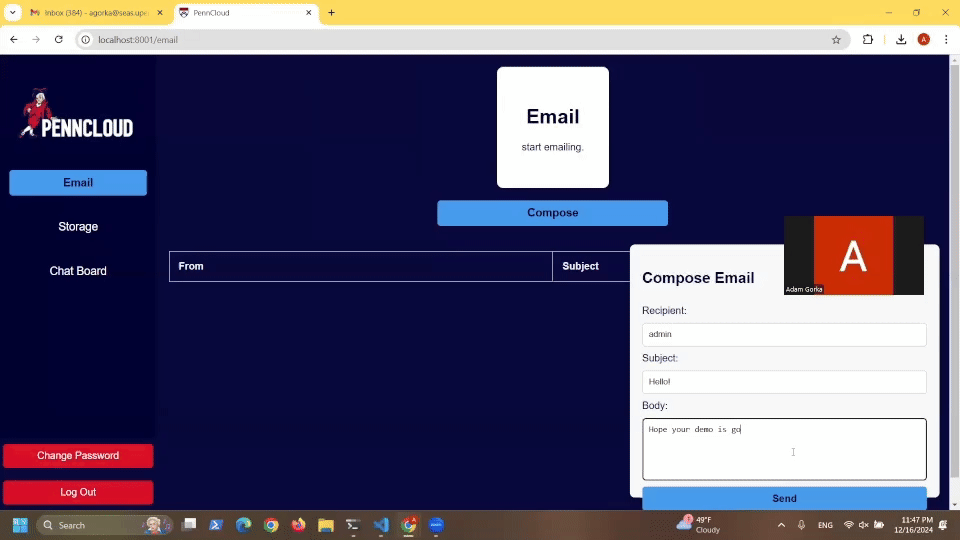 Inbox (384) - agorka@seas.upe
PennCloud
localhost:8001/email
A
PENNCLOUD
Email
Storage
Chat Board
Change Password
Log Out
Email
start emailing.
Compose
From
Subject
A
Adam Gorka
Compose Email
Recipient:
admin
Subject:
Hello!
Body:
Hope your demo is go
Send
Search
49°F
Cloudy
ENG
11:47 PM
12/16/2024